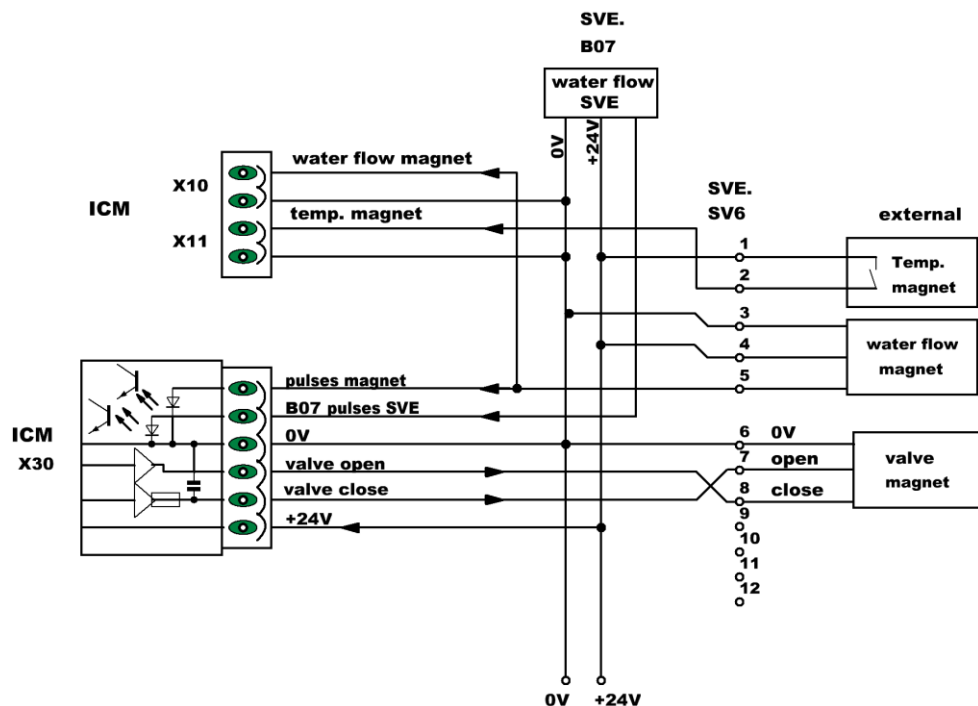 SVE.
B07
water flow
SVE
0V
+24V
water flow magnet
X10
ICM
temp. magnet
X11
SVE.
SV6
external
1
Temp.
magnet
2
3
water flow
magnet
4
5
pulses magnet
B07 pulses SVE
ICM
X30
0V
valve open
valve close
+24V
6
0V
7
open
8
close
valve
magnet
9
10
11
12
0V
+24V